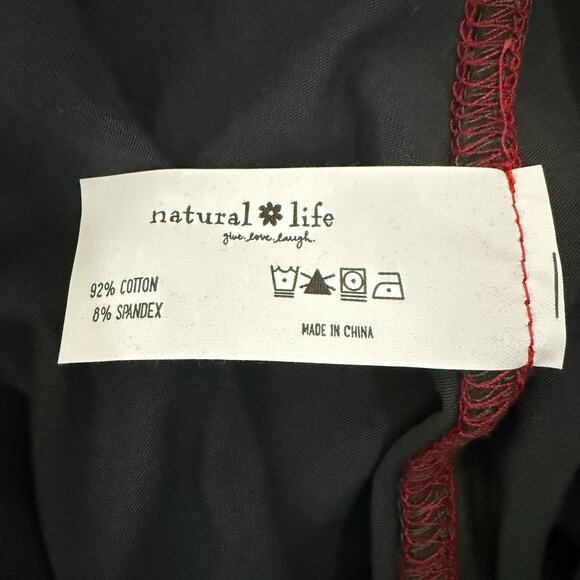 natural life
give.love.laugh.
92% COTTON
8% SPANDEX
MADE IN CHINA